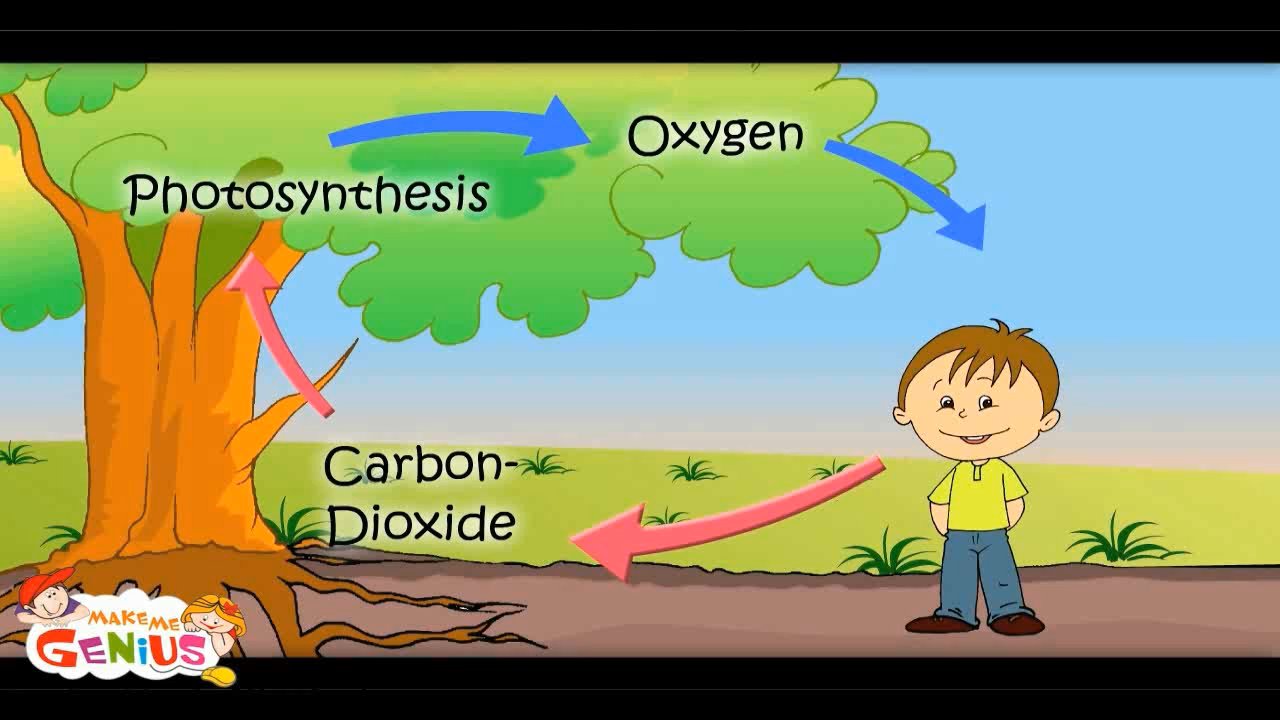 Oxygen
Photosynthesis
Carbon-
Dioxide
MAKE ME
GENiUS